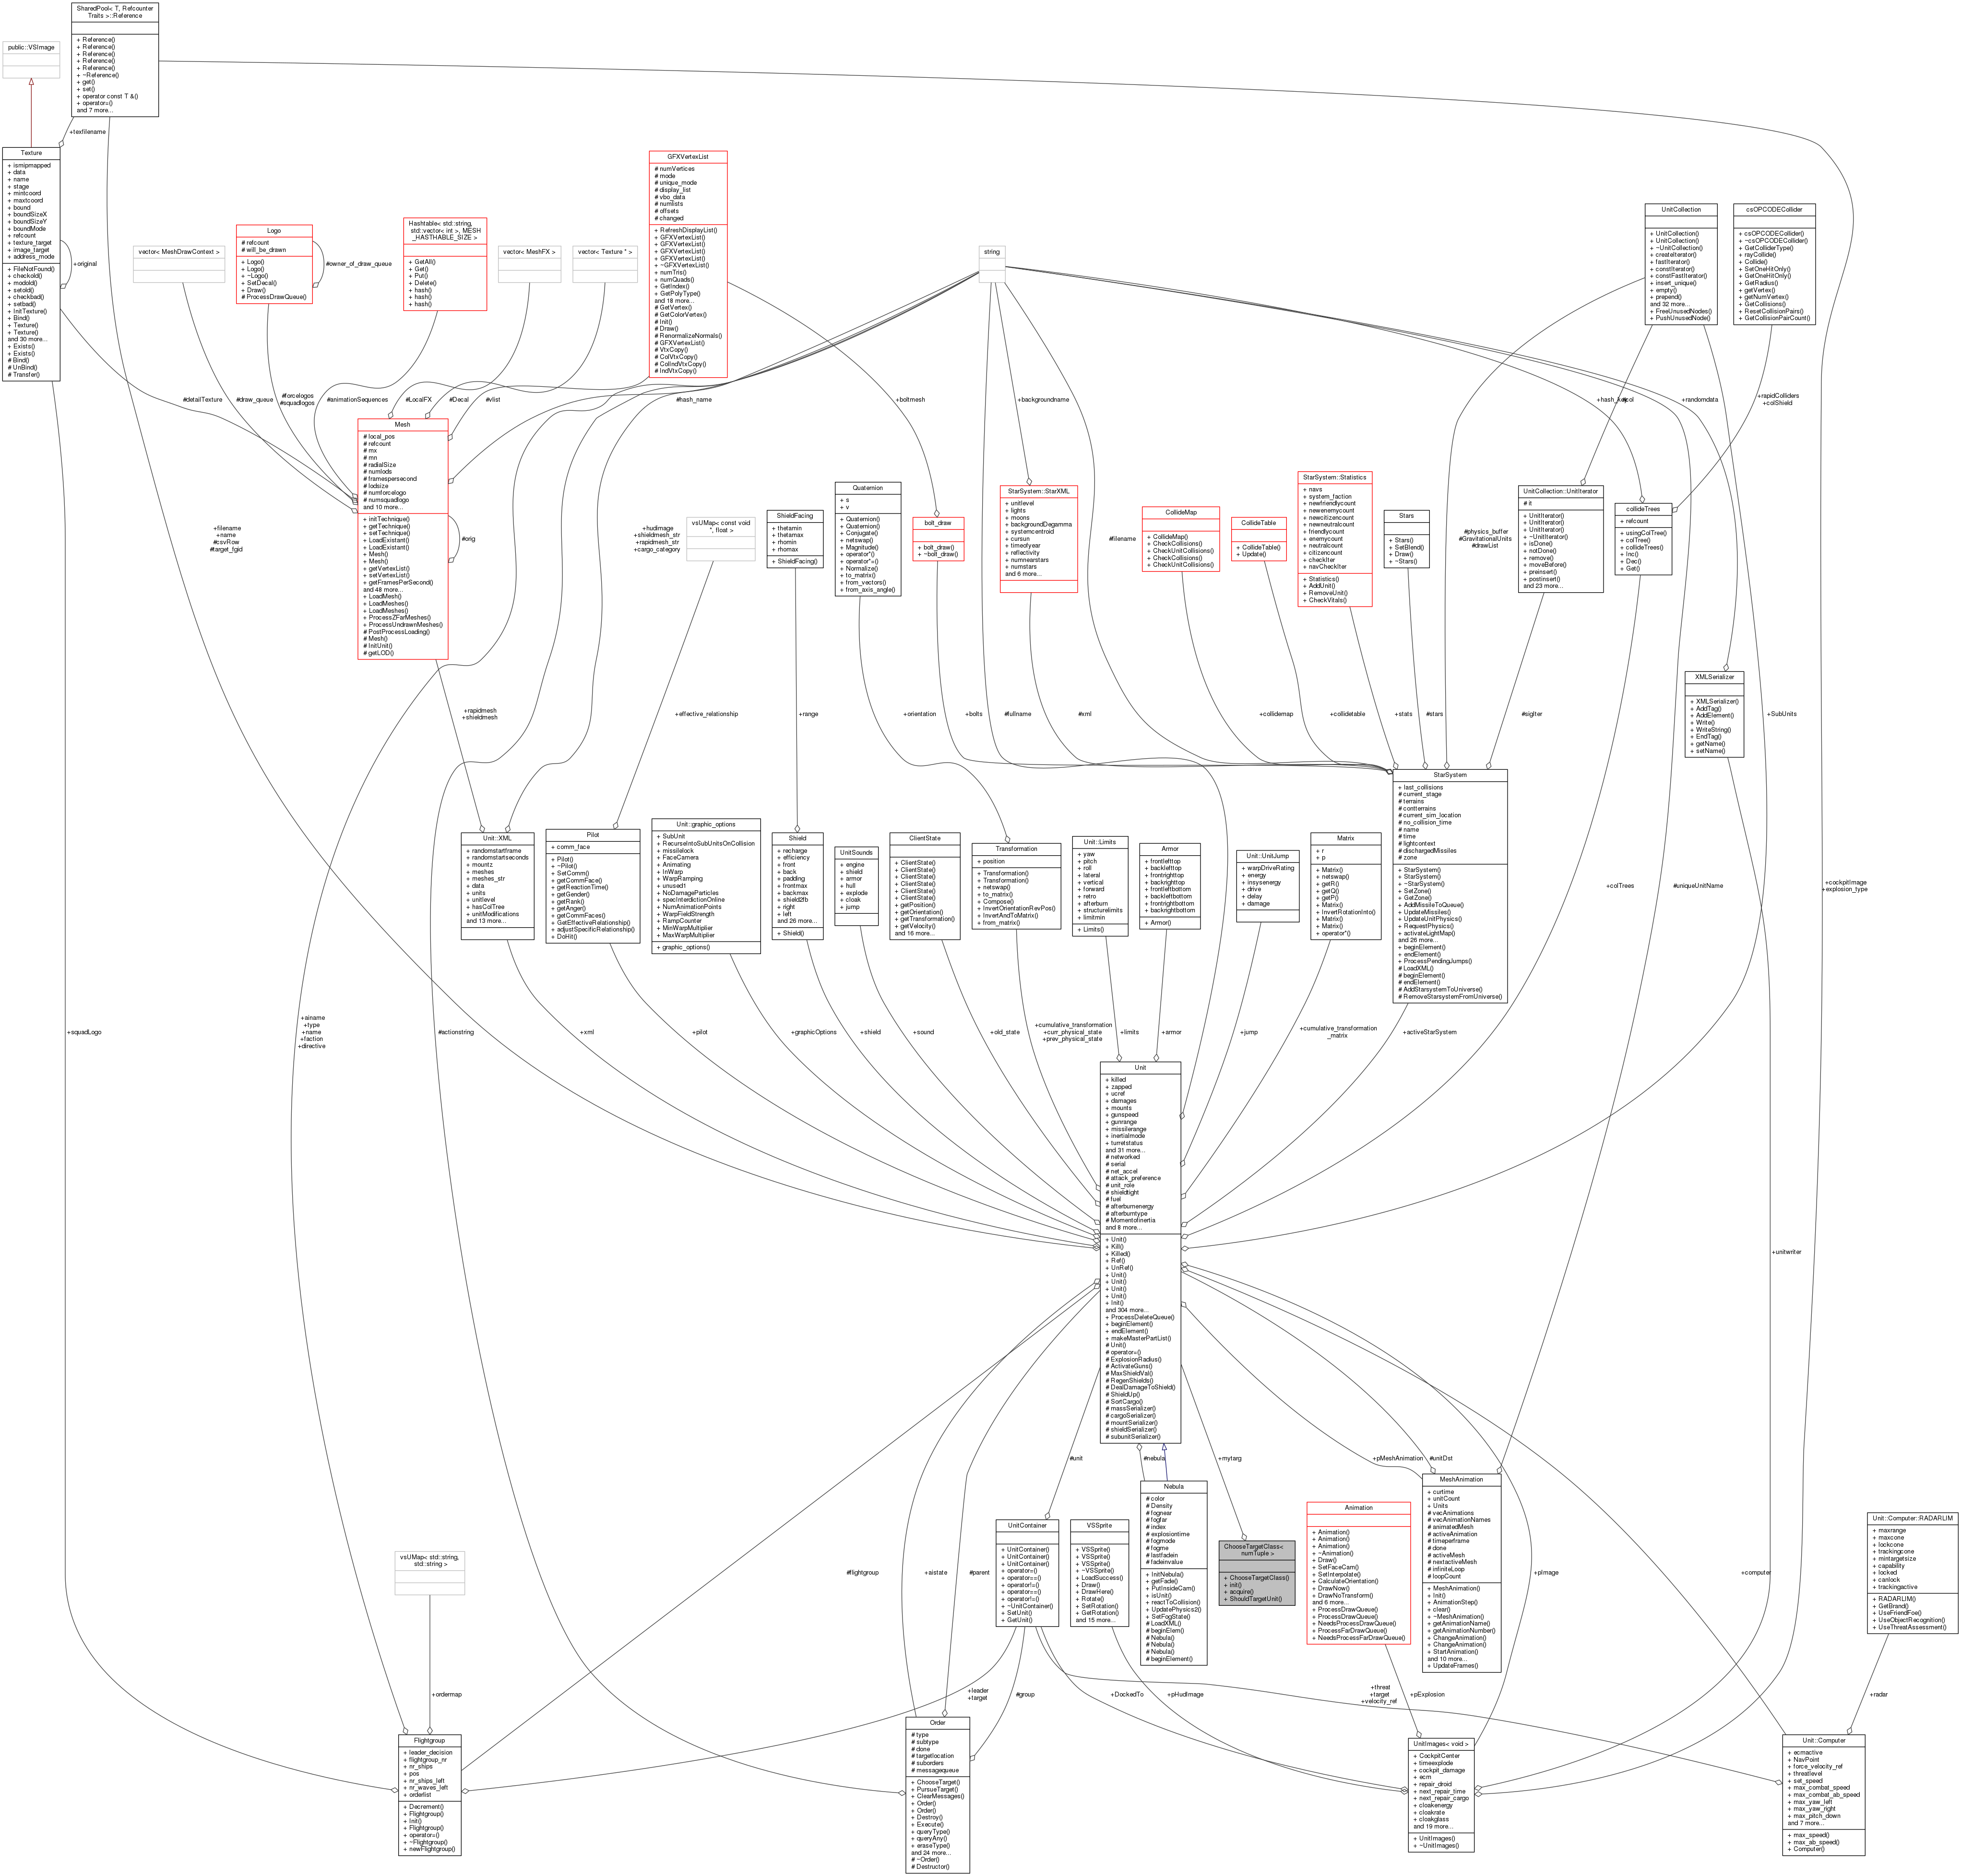 SharedPool< T, Refcounter
Traits >::Reference
+ Reference()
+ Reference()
+ Reference()
+ Reference()
+ Reference()
+ ~Reference()
+ get()
+ set()
+ operator const T &()
+ operator=()
and 7 more...
public::VSImage
+texfilename
Texture
+ ismipmapped
+ data
+ name
+ stage
+ mintcoord
+ maxtcoord
+ bound
+ boundSizeX
+ boundSizeY
+ boundMode
+ refcount
+ texture_target
+ image_target
+ address_mode
+ FileNotFound()
+ checkold()
+ modold()
+ setold()
+ checkbad()
+ setbad()
+ InitTexture()
+ Bind()
+ Texture()
+ Texture()
and 30 more...
+ Exists()
+ Exists()
# Bind()
# UnBind()
# Transfer()
+original
vector< MeshDrawContext >
Logo
# refcount
# will_be_drawn
+ Logo()
+ Logo()
+ ~Logo()
+ SetDecal()
+ Draw()
# ProcessDrawQueue()
#owner_of_draw_queue
Hashtable< std::string,
std::vector< int >, MESH
_HASTHABLE_SIZE >
+ GetAll()
+ Get()
+ Put()
+ Delete()
+ hash()
+ hash()
+ hash()
vector< MeshFX >
vector< Texture * >
GFXVertexList
# numVertices
# mode
# unique_mode
# display_list
# vbo_data
# numlists
# offsets
# changed
+ RefreshDisplayList()
+ GFXVertexList()
+ GFXVertexList()
+ GFXVertexList()
+ GFXVertexList()
+ ~GFXVertexList()
+ numTris()
+ numQuads()
+ GetIndex()
+ GetPolyType()
and 18 more...
# GetVertex()
# GetColorVertex()
# Init()
# Draw()
# RenormalizeNormals()
# GFXVertexList()
# VtxCopy()
# ColVtxCopy()
# ColIndVtxCopy()
# IndVtxCopy()
string
UnitCollection
+ UnitCollection()
+ UnitCollection()
+ ~UnitCollection()
+ createIterator()
+ fastIterator()
+ constIterator()
+ constFastIterator()
+ insert_unique()
+ empty()
+ prepend()
and 32 more...
+ FreeUnusedNodes()
+ PushUnusedNode()
csOPCODECollider
+ csOPCODECollider()
+ ~csOPCODECollider()
+ GetColliderType()
+ rayCollide()
+ Collide()
+ SetOneHitOnly()
+ GetOneHitOnly()
+ GetRadius()
+ getVertex()
+ getNumVertex()
+ GetCollisions()
+ ResetCollisionPairs()
+ GetCollisionPairCount()
#detailTexture
#draw_queue
#forcelogos
#squadlogos
#animationSequences
#LocalFX
#Decal
#vlist
#hash_name
+boltmesh
+backgroundname
+hash_key
#col
+randomdata
+rapidColliders
+colShield
Mesh
# local_pos
# refcount
# mx
# mn
# radialSize
# numlods
# framespersecond
# lodsize
# numforcelogo
# numsquadlogo
and 10 more...
+ initTechnique()
+ getTechnique()
+ setTechnique()
+ LoadExistant()
+ LoadExistant()
+ Mesh()
+ Mesh()
+ getVertexList()
+ setVertexList()
+ getFramesPerSecond()
and 48 more...
+ LoadMesh()
+ LoadMeshes()
+ LoadMeshes()
+ ProcessZFarMeshes()
+ ProcessUndrawnMeshes()
# PostProcessLoading()
# Mesh()
# InitUnit()
# getLOD()
#orig
+filename
+name
#csvRow
#target_fgid
+hudimage
+shieldmesh_str
+rapidmesh_str
+cargo_category
vsUMap< const void
*, float >
ShieldFacing
+ thetamin
+ thetamax
+ rhomin
+ rhomax
+ ShieldFacing()
Quaternion
+ s
+ v
+ Quaternion()
+ Quaternion()
+ Conjugate()
+ netswap()
+ Magnitude()
+ operator*()
+ operator*=()
+ Normalize()
+ to_matrix()
+ from_vectors()
+ from_axis_angle()
bolt_draw
+ bolt_draw()
+ ~bolt_draw()
StarSystem::StarXML
+ unitlevel
+ lights
+ moons
+ backgroundDegamma
+ systemcentroid
+ cursun
+ timeofyear
+ reflectivity
+ numnearstars
+ numstars
and 6 more...
#filename
CollideMap
+ CollideMap()
+ CheckCollisions()
+ CheckUnitCollisions()
+ CheckCollisions()
+ CheckUnitCollisions()
CollideTable
+ CollideTable()
+ Update()
StarSystem::Statistics
+ navs
+ system_faction
+ newfriendlycount
+ newenemycount
+ newcitizencount
+ newneutralcount
+ friendlycount
+ enemycount
+ neutralcount
+ citizencount
+ checkIter
+ navCheckIter
+ Statistics()
+ AddUnit()
+ RemoveUnit()
+ CheckVitals()
Stars
+ Stars()
+ SetBlend()
+ Draw()
+ ~Stars()
#physics_buffer
#GravitationalUnits
#drawList
UnitCollection::UnitIterator
# it
+ UnitIterator()
+ UnitIterator()
+ UnitIterator()
+ ~UnitIterator()
+ isDone()
+ notDone()
+ remove()
+ moveBefore()
+ preinsert()
+ postinsert()
and 23 more...
collideTrees
+ refcount
+ usingColTree()
+ colTree()
+ collideTrees()
+ Inc()
+ Dec()
+ Get()
XMLSerializer
+ XMLSerializer()
+ AddTag()
+ AddElement()
+ Write()
+ WriteString()
+ EndTag()
+ getName()
+ setName()
+rapidmesh
+shieldmesh
+effective_relationship
+range
+orientation
+bolts
#fullname
#xml
+collidemap
+collidetable
+stats
#stars
#sigIter
+SubUnits
+cockpitImage
+explosion_type
Unit::XML
+ randomstartframe
+ randomstartseconds
+ mountz
+ meshes
+ meshes_str
+ data
+ units
+ unitlevel
+ hasColTree
+ unitModifications
and 13 more...
Pilot
+ comm_face
+ Pilot()
+ ~Pilot()
+ SetComm()
+ getCommFace()
+ getReactionTime()
+ getGender()
+ getRank()
+ getAnger()
+ getCommFaces()
+ GetEffectiveRelationship()
+ adjustSpecificRelationship()
+ DoHit()
Unit::graphic_options
+ SubUnit
+ RecurseIntoSubUnitsOnCollision
+ missilelock
+ FaceCamera
+ Animating
+ InWarp
+ WarpRamping
+ unused1
+ NoDamageParticles
+ specInterdictionOnline
+ NumAnimationPoints
+ WarpFieldStrength
+ RampCounter
+ MinWarpMultiplier
+ MaxWarpMultiplier
+ graphic_options()
Shield
+ recharge
+ efficiency
+ front
+ back
+ padding
+ frontmax
+ backmax
+ shield2fb
+ right
+ left
and 26 more...
+ Shield()
UnitSounds
+ engine
+ shield
+ armor
+ hull
+ explode
+ cloak
+ jump
ClientState
+ ClientState()
+ ClientState()
+ ClientState()
+ ClientState()
+ ClientState()
+ ClientState()
+ getPosition()
+ getOrientation()
+ getTransformation()
+ getVelocity()
and 16 more...
Transformation
+ position
+ Transformation()
+ Transformation()
+ netswap()
+ to_matrix()
+ Compose()
+ InvertOrientationRevPos()
+ InvertAndToMatrix()
+ from_matrix()
Unit::Limits
+ yaw
+ pitch
+ roll
+ lateral
+ vertical
+ forward
+ retro
+ afterburn
+ structurelimits
+ limitmin
+ Limits()
Armor
+ frontlefttop
+ backlefttop
+ frontrighttop
+ backrighttop
+ frontleftbottom
+ backleftbottom
+ frontrightbottom
+ backrightbottom
+ Armor()
Unit::UnitJump
+ warpDriveRating
+ energy
+ insysenergy
+ drive
+ delay
+ damage
Matrix
+ r
+ p
+ Matrix()
+ netswap()
+ getR()
+ getQ()
+ getP()
+ Matrix()
+ InvertRotationInto()
+ Matrix()
+ Matrix()
+ operator*()
StarSystem
+ last_collisions
# current_stage
# terrains
# contterrains
# current_sim_location
# no_collision_time
# name
# time
# lightcontext
# dischargedMissiles
# zone
+ StarSystem()
+ StarSystem()
+ ~StarSystem()
+ SetZone()
+ GetZone()
+ AddMissileToQueue()
+ UpdateMissiles()
+ UpdateUnitPhysics()
+ RequestPhysics()
+ activateLightMap()
and 26 more...
+ beginElement()
+ endElement()
+ ProcessPendingJumps()
# LoadXML()
# beginElement()
# endElement()
# AddStarsystemToUniverse()
# RemoveStarsystemFromUniverse()
+colTrees
#uniqueUnitName
+squadLogo
+ainame
+type
+name
+faction
+directive
#actionstring
+xml
+pilot
+graphicOptions
+shield
+sound
+old_state
+cumulative_transformation
+curr_physical_state
+prev_physical_state
+limits
+armor
+jump
+cumulative_transformation
_matrix
+activeStarSystem
+unitwriter
Unit
+ killed
+ zapped
+ ucref
+ damages
+ mounts
+ gunspeed
+ gunrange
+ missilerange
+ inertialmode
+ turretstatus
and 31 more...
# networked
# serial
# net_accel
# attack_preference
# unit_role
# shieldtight
# fuel
# afterburnenergy
# afterburntype
# MomentofInertia
and 8 more...
+ Unit()
+ Kill()
+ Killed()
+ Ref()
+ UnRef()
+ Unit()
+ Unit()
+ Unit()
+ Unit()
+ Init()
and 304 more...
+ ProcessDeleteQueue()
+ beginElement()
+ endElement()
+ makeMasterPartList()
# Unit()
# operator=()
# ExplosionRadius()
# ActivateGuns()
# MaxShieldVal()
# RegenShields()
# DealDamageToShield()
# ShieldUp()
# SortCargo()
# massSerializer()
# cargoSerializer()
# mountSerializer()
# shieldSerializer()
# subunitSerializer()
#unit
#nebula
+mytarg
+pMeshAnimation
#unitDst
vsUMap< std::string,
std::string >
#flightgroup
+aistate
#parent
UnitContainer
+ UnitContainer()
+ UnitContainer()
+ UnitContainer()
+ operator=()
+ operator==()
+ operator!=()
+ operator==()
+ operator!=()
+ ~UnitContainer()
+ SetUnit()
+ GetUnit()
VSSprite
+ VSSprite()
+ VSSprite()
+ VSSprite()
+ ~VSSprite()
+ LoadSuccess()
+ Draw()
+ DrawHere()
+ Rotate()
+ SetRotation()
+ GetRotation()
and 15 more...
Nebula
# color
# Density
# fognear
# fogfar
# index
# explosiontime
# fogmode
# fogme
# lastfadein
# fadeinvalue
+ InitNebula()
+ getFade()
+ PutInsideCam()
+ isUnit()
+ reactToCollision()
+ UpdatePhysics2()
+ SetFogState()
# LoadXML()
# beginElem()
# Nebula()
# Nebula()
# Nebula()
# beginElement()
ChooseTargetClass<
numTuple >
+ ChooseTargetClass()
+ init()
+ acquire()
+ ShouldTargetUnit()
Animation
+ Animation()
+ Animation()
+ Animation()
+ ~Animation()
+ Draw()
+ SetFaceCam()
+ SetInterpolate()
+ CalculateOrientation()
+ DrawNow()
+ DrawNoTransform()
and 6 more...
+ ProcessDrawQueue()
+ ProcessDrawQueue()
+ NeedsProcessDrawQueue()
+ ProcessFarDrawQueue()
+ NeedsProcessFarDrawQueue()
MeshAnimation
+ curtime
+ unitCount
+ Units
# vecAnimations
# vecAnimationNames
# animatedMesh
# activeAnimation
# timeperframe
# done
# activeMesh
# nextactiveMesh
# infiniteLoop
# loopCount
+ MeshAnimation()
+ Init()
+ AnimationStep()
+ clear()
+ ~MeshAnimation()
+ getAnimationName()
+ getAnimationNumber()
+ ChangeAnimation()
+ ChangeAnimation()
+ StartAnimation()
and 10 more...
+ UpdateFrames()
+pImage
+computer
Unit::Computer::RADARLIM
+ maxrange
+ maxcone
+ lockcone
+ trackingcone
+ mintargetsize
+ capability
+ locked
+ canlock
+ trackingactive
+ RADARLIM()
+ GetBrand()
+ UseFriendFoe()
+ UseObjectRecognition()
+ UseThreatAssessment()
+ordermap
+leader
+target
#group
+DockedTo
+pHudImage
+threat
+target
+velocity_ref
+pExplosion
+radar
Flightgroup
+ leader_decision
+ flightgroup_nr
+ nr_ships
+ pos
+ nr_ships_left
+ nr_waves_left
+ orderlist
+ Decrement()
+ Flightgroup()
+ Init()
+ Flightgroup()
+ operator=()
+ ~Flightgroup()
+ newFlightgroup()
Order
# type
# subtype
# done
# targetlocation
# suborders
# messagequeue
+ ChooseTarget()
+ PursueTarget()
+ ClearMessages()
+ Order()
+ Order()
+ Destroy()
+ Execute()
+ queryType()
+ queryAny()
+ eraseType()
and 24 more...
# ~Order()
# Destructor()
UnitImages< void >
+ CockpitCenter
+ timeexplode
+ cockpit_damage
+ ecm
+ repair_droid
+ next_repair_time
+ next_repair_cargo
+ cloakenergy
+ cloakrate
+ cloakglass
and 19 more...
+ UnitImages()
+ ~UnitImages()
Unit::Computer
+ ecmactive
+ NavPoint
+ force_velocity_ref
+ threatlevel
+ set_speed
+ max_combat_speed
+ max_combat_ab_speed
+ max_yaw_left
+ max_yaw_right
+ max_pitch_down
and 7 more...
+ max_speed()
+ max_ab_speed()
+ Computer()